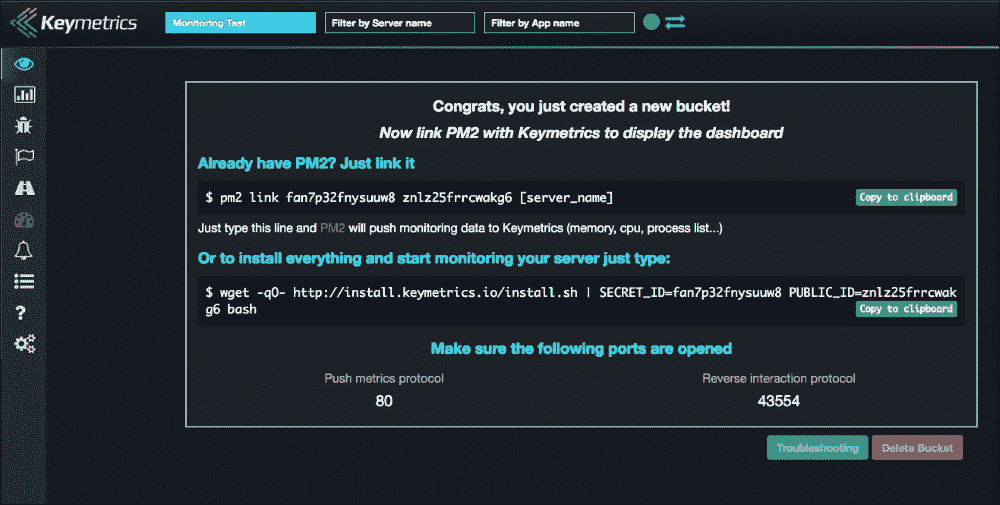 Keymetrics
Monitoring Test
Filter by Server name
Filter by App name
Congrats, you just created a new bucket!
Now link PM2 with Keymetrics to display the dashboard
Already have PM2? Just link it
$ pm2 link fan7p32fnysuuw8 znlz25frrcwakg6 [server_name]
Copy to clipboard
Just type this line and PM2 will push monitoring data to Keymetrics (memory, cpu, process list...)
Or to install everything and start monitoring your server just type:
$ wget -qO- http://install.keymetrics.io/install.sh | SECRET_ID=fan7p32fnysuuw8 PUBLIC_ID=znlz25frrcwak
g6 bash
Copy to clipboard
Make sure the following ports are opened
Push metrics protocol
Reverse interaction protocol
80
43554
Troubleshooting
Delete Bucket